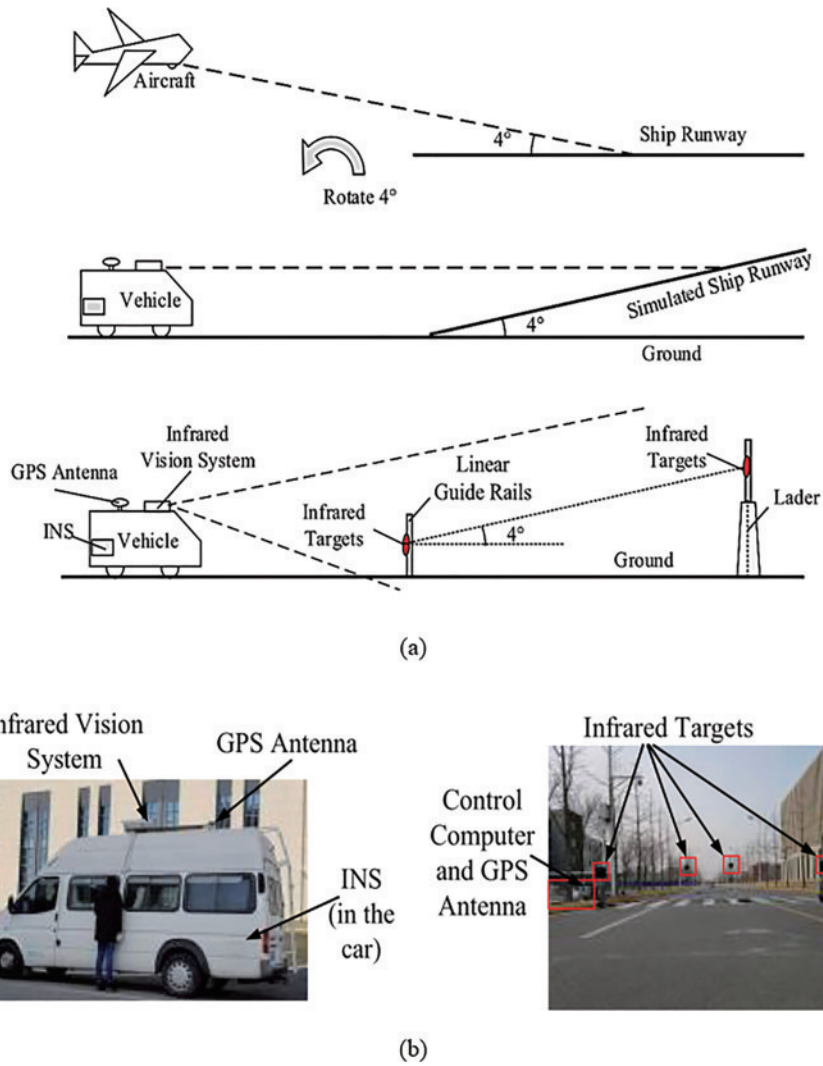 Aircraft
4°
Ship Runway
Rotate 4°
Vehicle
Simulated Ship Runway
4°
Ground
Infrared
Vision System
GPS Antenna
INS
Vehicle
Infrared
Targets
Linear
Guide Rails
4°
Infrared
Targets
Lader
Ground
(a)
nfrared Vision
System
GPS Antenna
INS
(in the
car)
Infrared Targets
Control
Computer
and GPS
Antenna
(b)